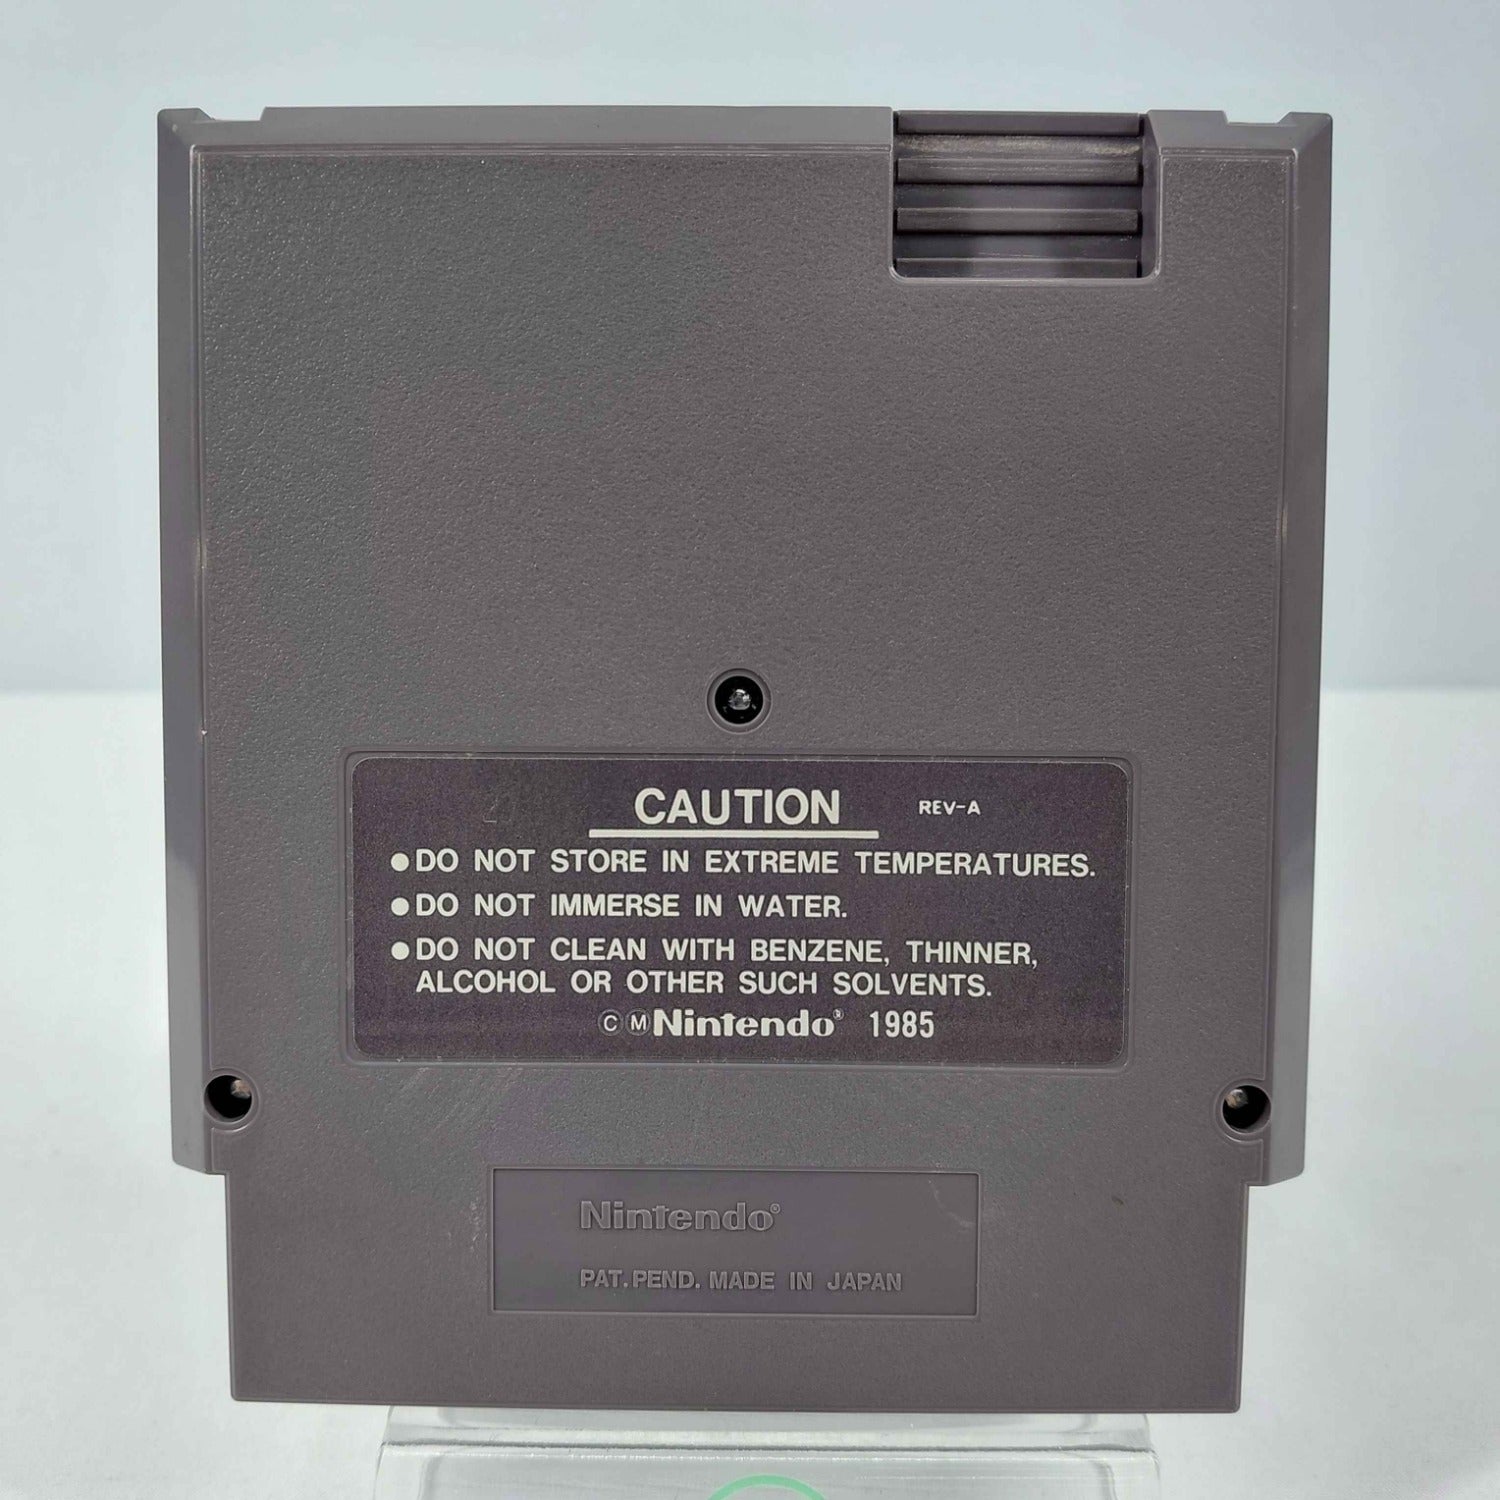 CAUTION REV-A
●DO NOT STORE IN EXTREME TEMPERATURES.
●DO NOT IMMERSE IN WATER.
●DO NOT CLEAN WITH BENZENE, THINNER,
ALCOHOL OR OTHER SUCH SOLVENTS.
ⒸⓂNintendo® 1985
Nintendo®
PAT. PEND. MADE IN JAPAN